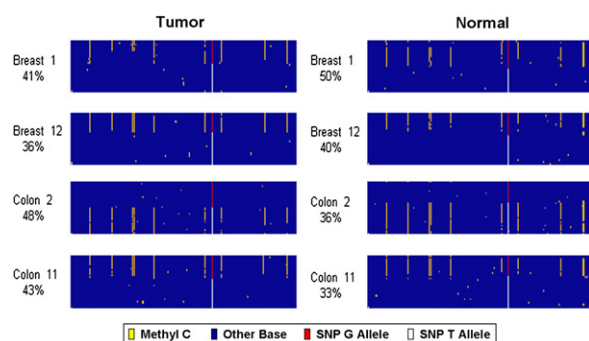 Tumor
Normal
Breast 1
41%
Breast 1
50%
Breast 12
36%
Breast 12
40%
Colon 2
48%
Colon 2
36%
Colon 11
43%
Colon 11
33%
Methyl C
Other Base
SNP G Allele
SNP T Allele